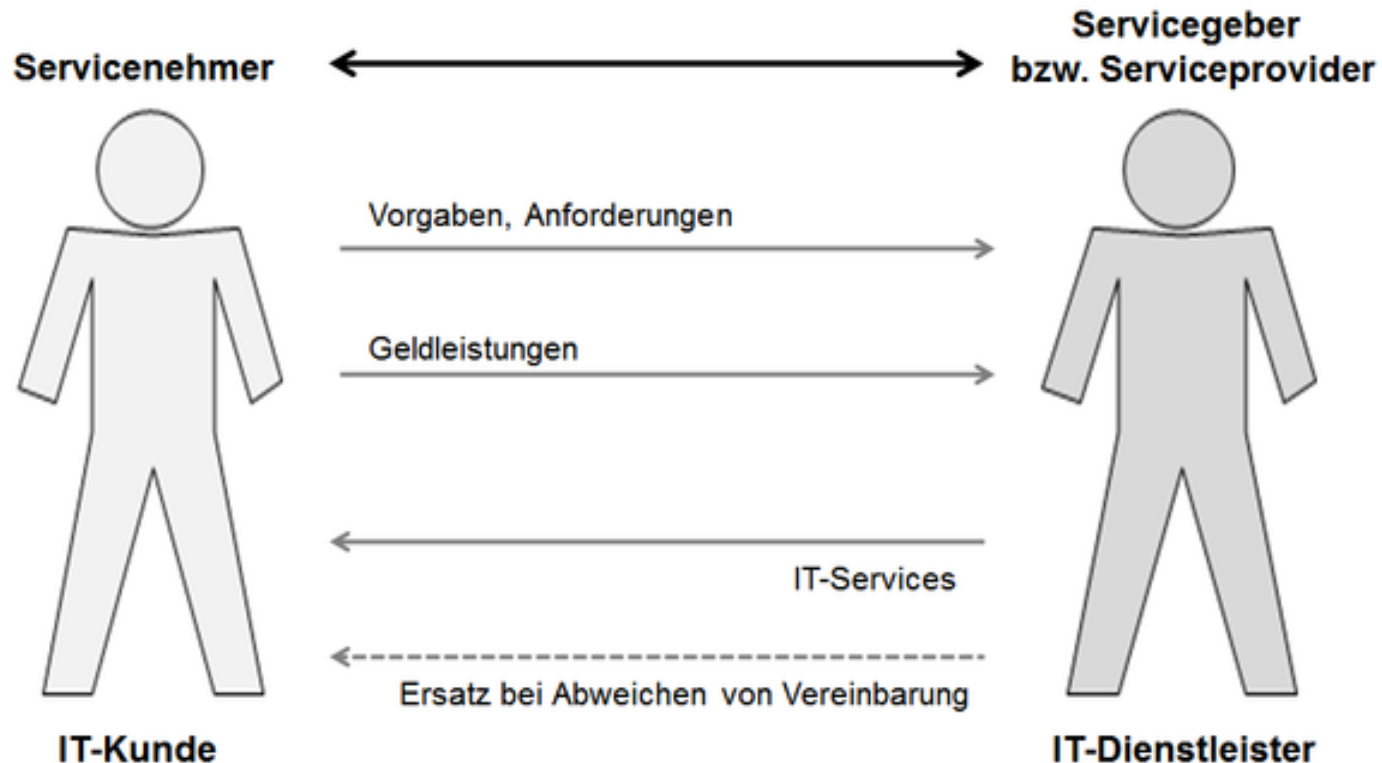 Servicenehmer
Servicegeber
bzw. Serviceprovider
Vorgaben, Anforderungen
Geldleistungen
IT-Services
Ersatz bei Abweichen von Vereinbarung
IT-Kunde
IT-Dienstleister